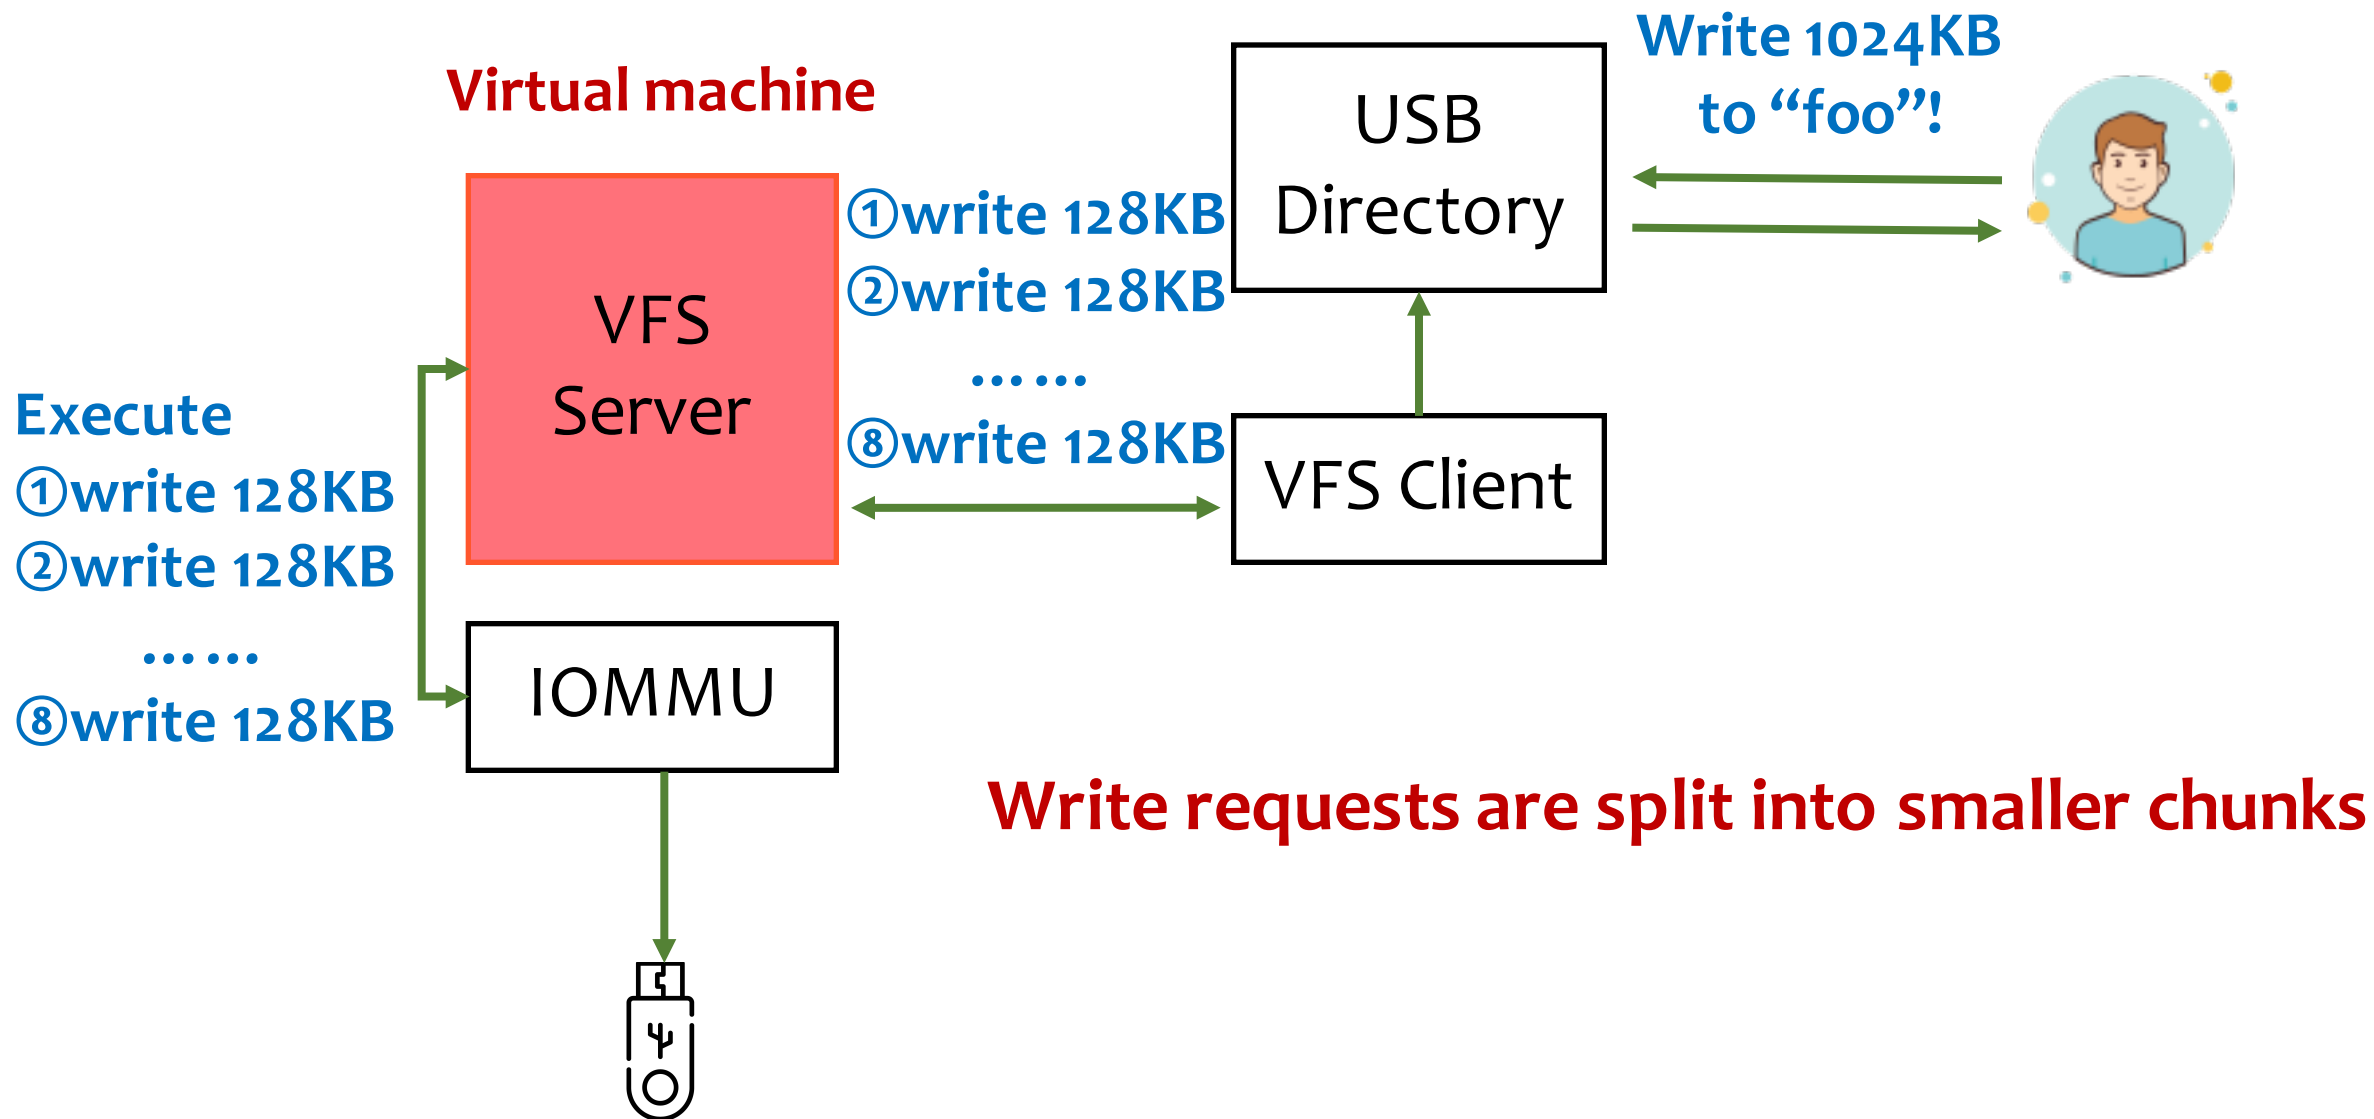 Virtual machine
VFS
Server
Execute
①write 128KB
②write 128KB
……
⑧write 128KB
IOMMU
①write 128KB
②write 128KB
……
⑧write 128KB
USB
Directory
VFS Client
Write 1024KB
to “foo”!
Write requests are split into smaller chunks